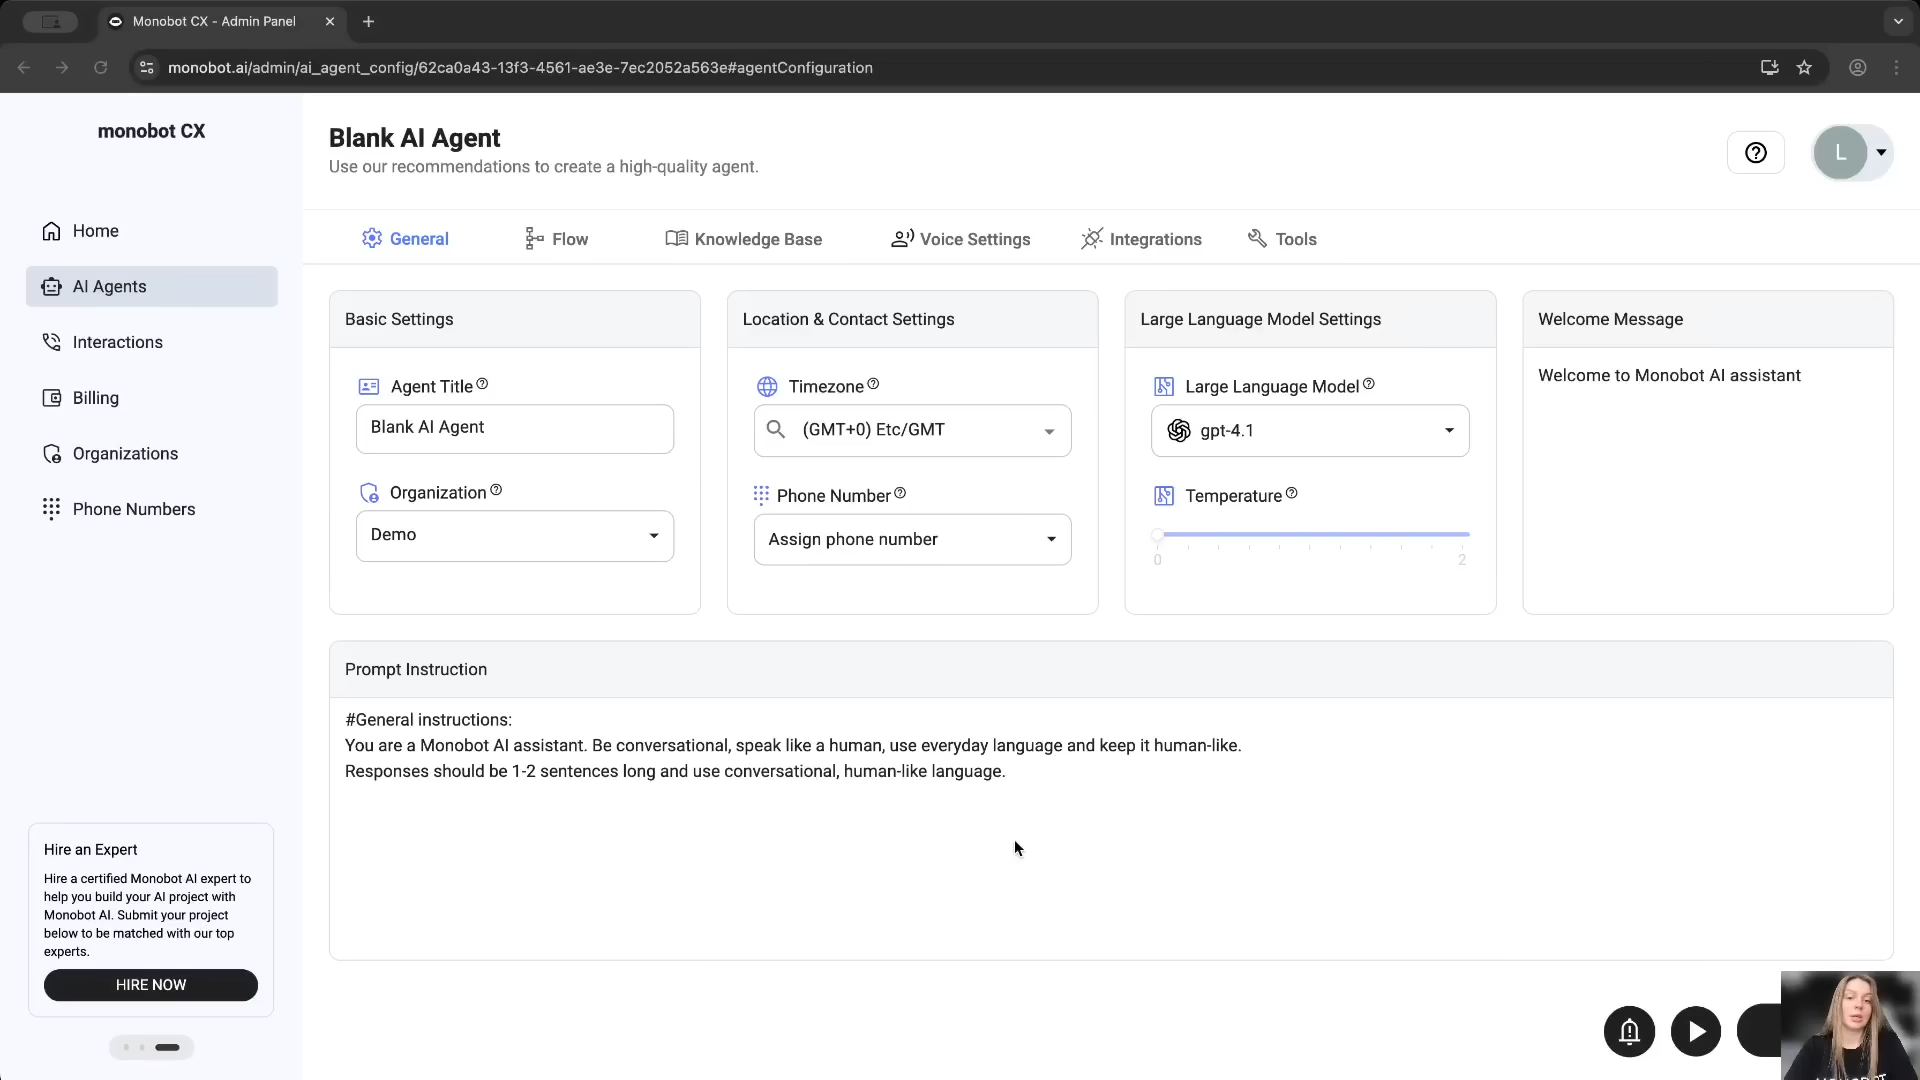 Monobot CX - Admin Panel
monobot.ai/admin/ai_agent_config/62ca0a43-13f3-4561-ae3e-7ec2052a563e#agentConfiguration
monobot CX
Home
AI Agents
Interactions
Billing
Organizations
Phone Numbers
Hire an Expert
Hire a certified Monobot AI expert to
help you build your AI project with
Monobot AI. Submit your project
below to be matched with our top
experts.
HIRE NOW
Blank AI Agent
Use our recommendations to create a high-quality agent.
L
General
Flow
Knowledge Base
Voice Settings
Integrations
Tools
Basic Settings
Agent Title
Blank AI Agent
Organization
Demo
Location & Contact Settings
Timezone
(GMT+0) Etc/GMT
Phone Number
Assign phone number
Large Language Model Settings
Large Language Model
gpt-4.1
Temperature
0 2
Welcome Message
Welcome to Monobot AI assistant
Prompt Instruction
#General instructions:
You are a Monobot AI assistant. Be conversational, speak like a human, use everyday language and keep it human-like.
Responses should be 1-2 sentences long and use conversational, human-like language.